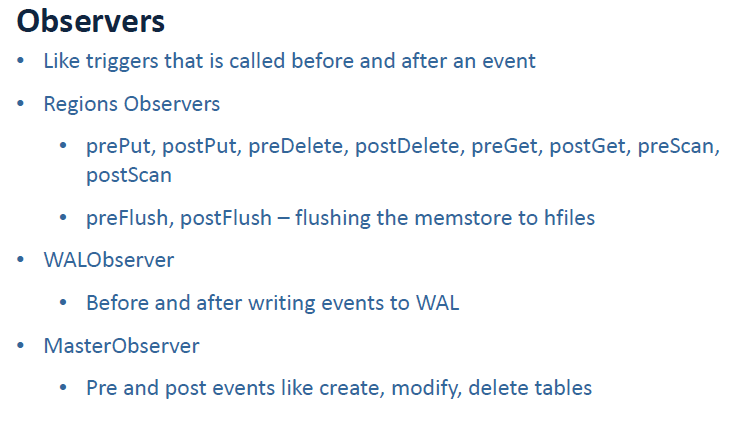 Observers
• Like triggers that is called before and after an event
• Regions Observers
• prePut, postPut, preDelete, postDelete, preGet, postGet, preScan,
postScan
• preFlush, postFlush – flushing the memstore to hfiles
• WALObserver
• Before and after writing events to WAL
• MasterObserver
• Pre and post events like create, modify, delete tables